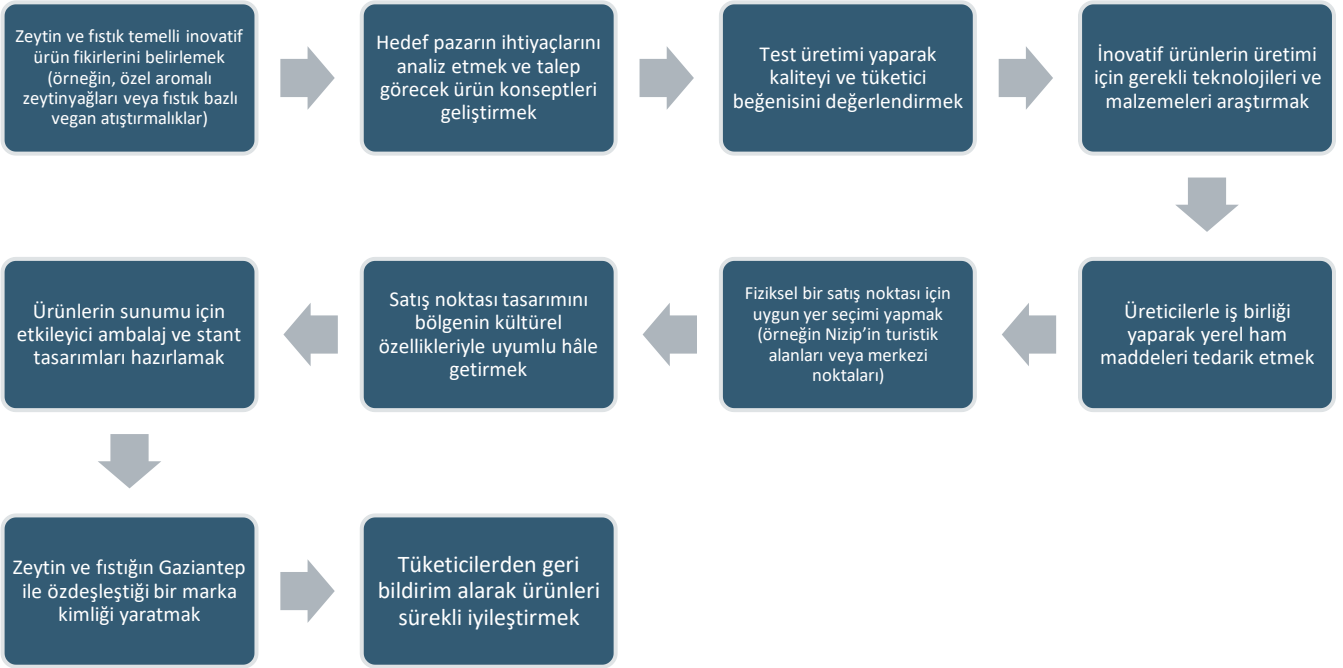 Zeytin ve fıstık temelli inovatif
ürün fikirlerini belirlemek
(örneğin, özel aromalı
zeytinyağları veya fıstık bazlı
vegan atıştırmalıklar)
Hedef pazarın ihtiyaçlarını
analiz etmek ve talep
görecek ürün konseptleri
geliştirmek
Test üretimi yaparak
kaliteyi ve tüketici
beğenisini değerlendirmek
İnovatif ürünlerin üretimi
için gerekli teknolojileri ve
malzemeleri araştırmak
Üreticilerle iş birliği
yaparak yerel ham
maddeleri tedarik etmek
Fiziksel bir satış noktası için
uygun yer seçimi yapmak
(örneğin Nizip’in turistik
alanları veya merkezi
noktaları)
Satış noktası tasarımını
bölgenin kültürel
özellikleriyle uyumlu hâle
getirmek
Ürünlerin sunumu için
etkileyici ambalaj ve stant
tasarımları hazırlamak
Zeytin ve fıstığın Gaziantep
ile özdeşleştiği bir marka
kimliği yaratmak
Tüketicilerden geri
bildirim alarak ürünleri
sürekli iyileştirmek